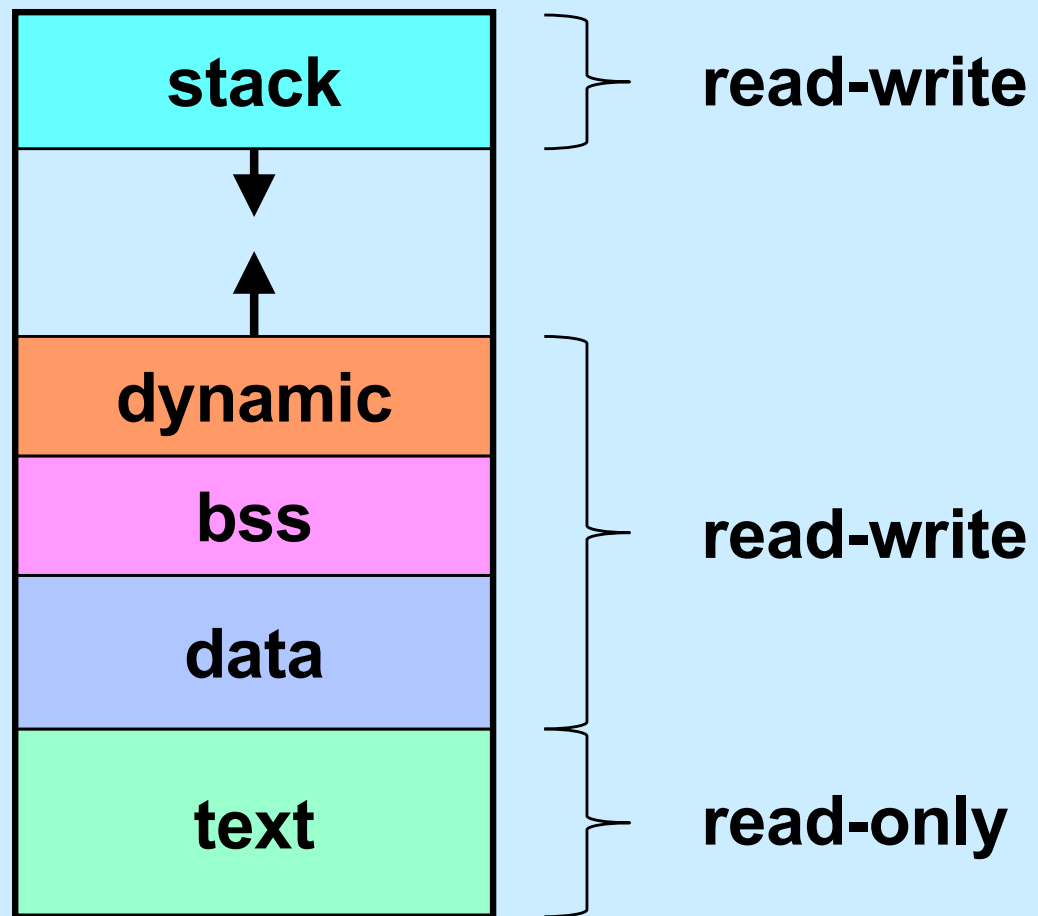 stack
read-write
dynamic
bss
read-write
data
text
read-only